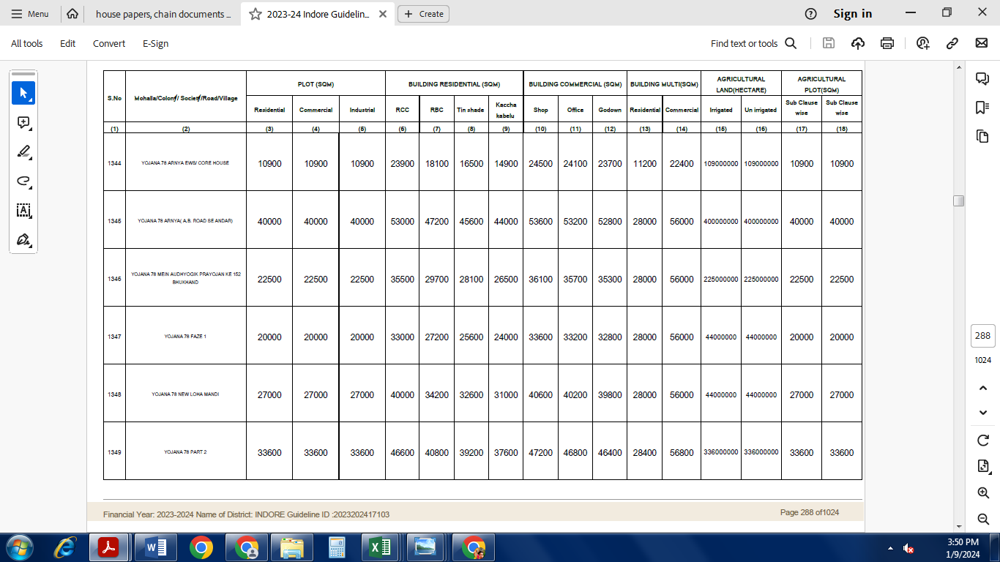 Menu
house papers, chain documents ...
2023-24 Indore Guidelin...
Create
Sign in
All tools Edit Convert E-Sign
Find text or tools
S.No Mohalla/Colony/ Society/Road/Village PLOT (SQM) BUILDING RESIDENTIAL (SQM) BUILDING COMMERCIAL (SQM) BUILDING MULTI(SQM) AGRICULTURAL LAND(HECTARE) AGRICULTURAL PLOT(SQM)
Residential Commercial Industrial RCC RBC Tin shade Kaccha kabelu Shop Office Godown Residential Commercial Irrigated Un irrigated Sub Clause wise Sub Clause wise
(1) (2) (3) (4) (5) (6) (7) (8) (9) (10) (11) (12) (13) (14) (15) (16) (17) (18)
1344 YOJANA 78 ARNYA EWS/ CORE HOUSE 10900 10900 10900 23900 18100 16500 14900 24500 24100 23700 11200 22400 109000000 109000000 10900 10900
1345 YOJANA 78 ARNYA( A.B. ROAD SE ANDAR) 40000 40000 40000 53000 47200 45600 44000 53600 53200 52800 28000 56000 400000000 400000000 40000 40000
1346 YOJANA 78 MEIN AUDHYOGIK PRAYOJAN KE 152 BHUKHAND 22500 22500 22500 35500 29700 28100 26500 36100 35700 35300 28000 56000 225000000 225000000 22500 22500
1347 YOJANA 78 FAZE 1 20000 20000 20000 33000 27200 25600 24000 33600 33200 32800 28000 56000 44000000 44000000 20000 20000
1348 YOJANA 78 NEW LOHA MANDI 27000 27000 27000 40000 34200 32600 31000 40600 40200 39800 28000 56000 44000000 44000000 27000 27000
1349 YOJANA 78 PART 2 33600 33600 33600 46600 40800 39200 37600 47200 46800 46400 28400 56800 336000000 336000000 33600 33600
Financial Year: 2023-2024 Name of District: INDORE Guideline ID :2023202417103
Page 288 of1024
288
1024
3:50 PM
1/9/2024